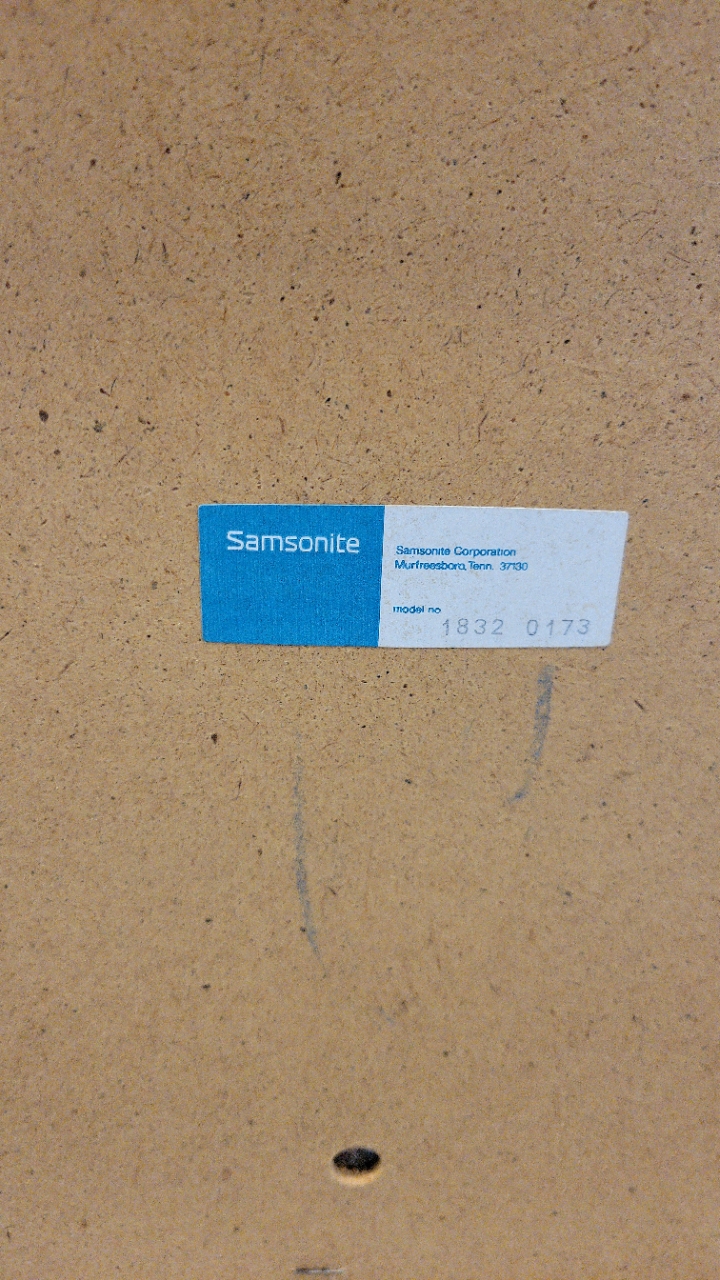 Samsonite
Samsonite Corporation
Murfreesboro, Tenn. 37130
model no
1832 0173